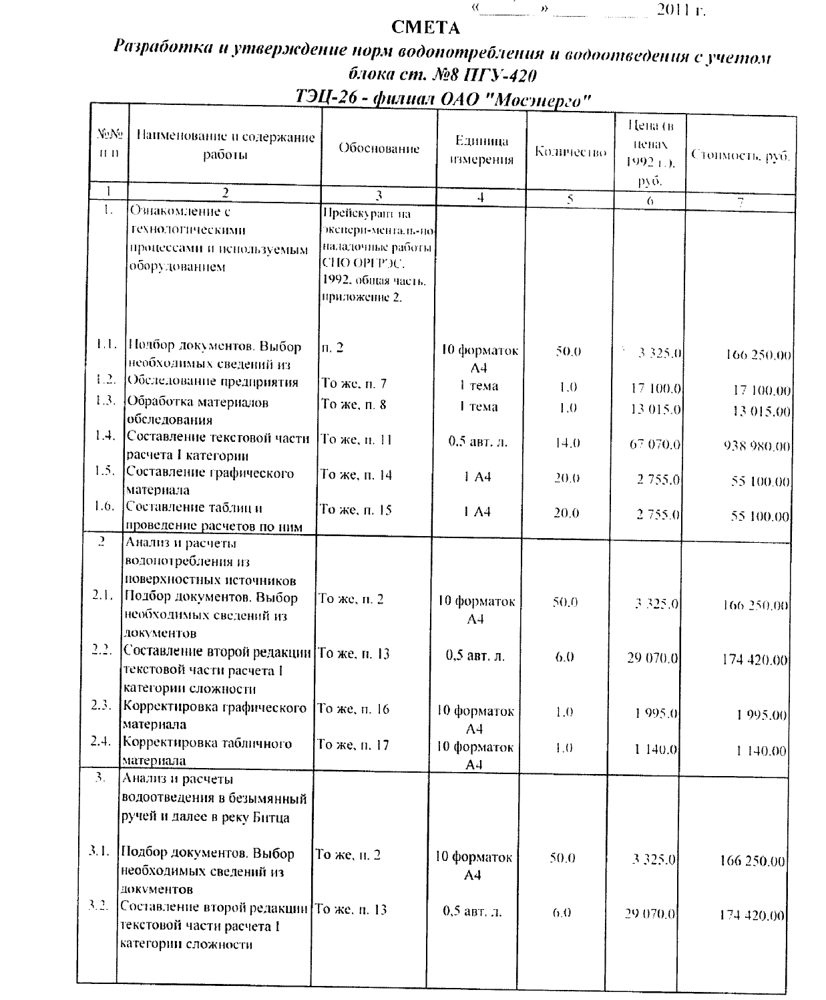 «______» ____ ______ 2011 г.
СМЕТА
Разработка и утверждение норм водопотребления и водоотведения с учетом
блока ст. №8 ПГУ-420
ТЭЦ-26 - филиал ОАО "Мосэнерго"
№№ п п | Наименование и содержание работы | Обоснование | Единица измерения | Количество | Цена (в ценах 1992 г.), руб. | Стоимость, руб.
1 | 2 | 3 | 4 | 5 | 6 | 7
1. Ознакомление с | Прейскурант на
технологическими | экспери-менталь-но
процессами и используемым | наладочные работы
оборудованием | СПО ОРГРЭС,
1992, общая часть,
приложение 2.
1.1. Подбор документов. Выбор | п. 2 | 10 форматок | 50.0 | 3 325.0 | 166 250.00
необходимых сведений из | А4
1.2. Обследование предприятия | То же, п. 7 | 1 тема | 1.0 | 17 100.0 | 17 100.00
1.3. Обработка материалов | То же, п. 8 | 1 тема | 1.0 | 13 015.0 | 13 015.00
обследования
1.4. Составление текстовой части | То же, п. 11 | 0,5 авт. л. | 14.0 | 67 070.0 | 938 980.00
расчета I категории
1.5. Составление графического | То же, п. 14 | 1 А4 | 20.0 | 2 755.0 | 55 100.00
материала
1.6. Составление таблиц и | То же, п. 15 | 1 А4 | 20.0 | 2 755.0 | 55 100.00
проведение расчетов по ним
2 Анализ и расчеты
водопотребления из
поверхностных источников
2.1. Подбор документов. Выбор | То же, п. 2 | 10 форматок | 50.0 | 3 325.0 | 166 250.00
необходимых сведений из | А4
документов
2.2. Составление второй редакции | То же, п. 13 | 0,5 авт. л. | 6.0 | 29 070.0 | 174 420.00
текстовой части расчета I
категории сложности
2.3. Корректировка графического | То же, п. 16 | 10 форматок | 1.0 | 1 995.0 | 1 995.00
материала | А4
2.4. Корректировка табличного | То же, п. 17 | 10 форматок | 1.0 | 1 140.0 | 1 140.00
материала | А4
3. Анализ и расчеты
водоотведения в безымянный
ручей и далее в реку Битца
3.1. Подбор документов. Выбор | То же, п. 2 | 10 форматок | 50.0 | 3 325.0 | 166 250.00
необходимых сведений из | А4
документов
3.2. Составление второй редакции | То же, п. 13 | 0,5 авт. л. | 6.0 | 29 070.0 | 174 420.00
текстовой части расчета I
категории сложности